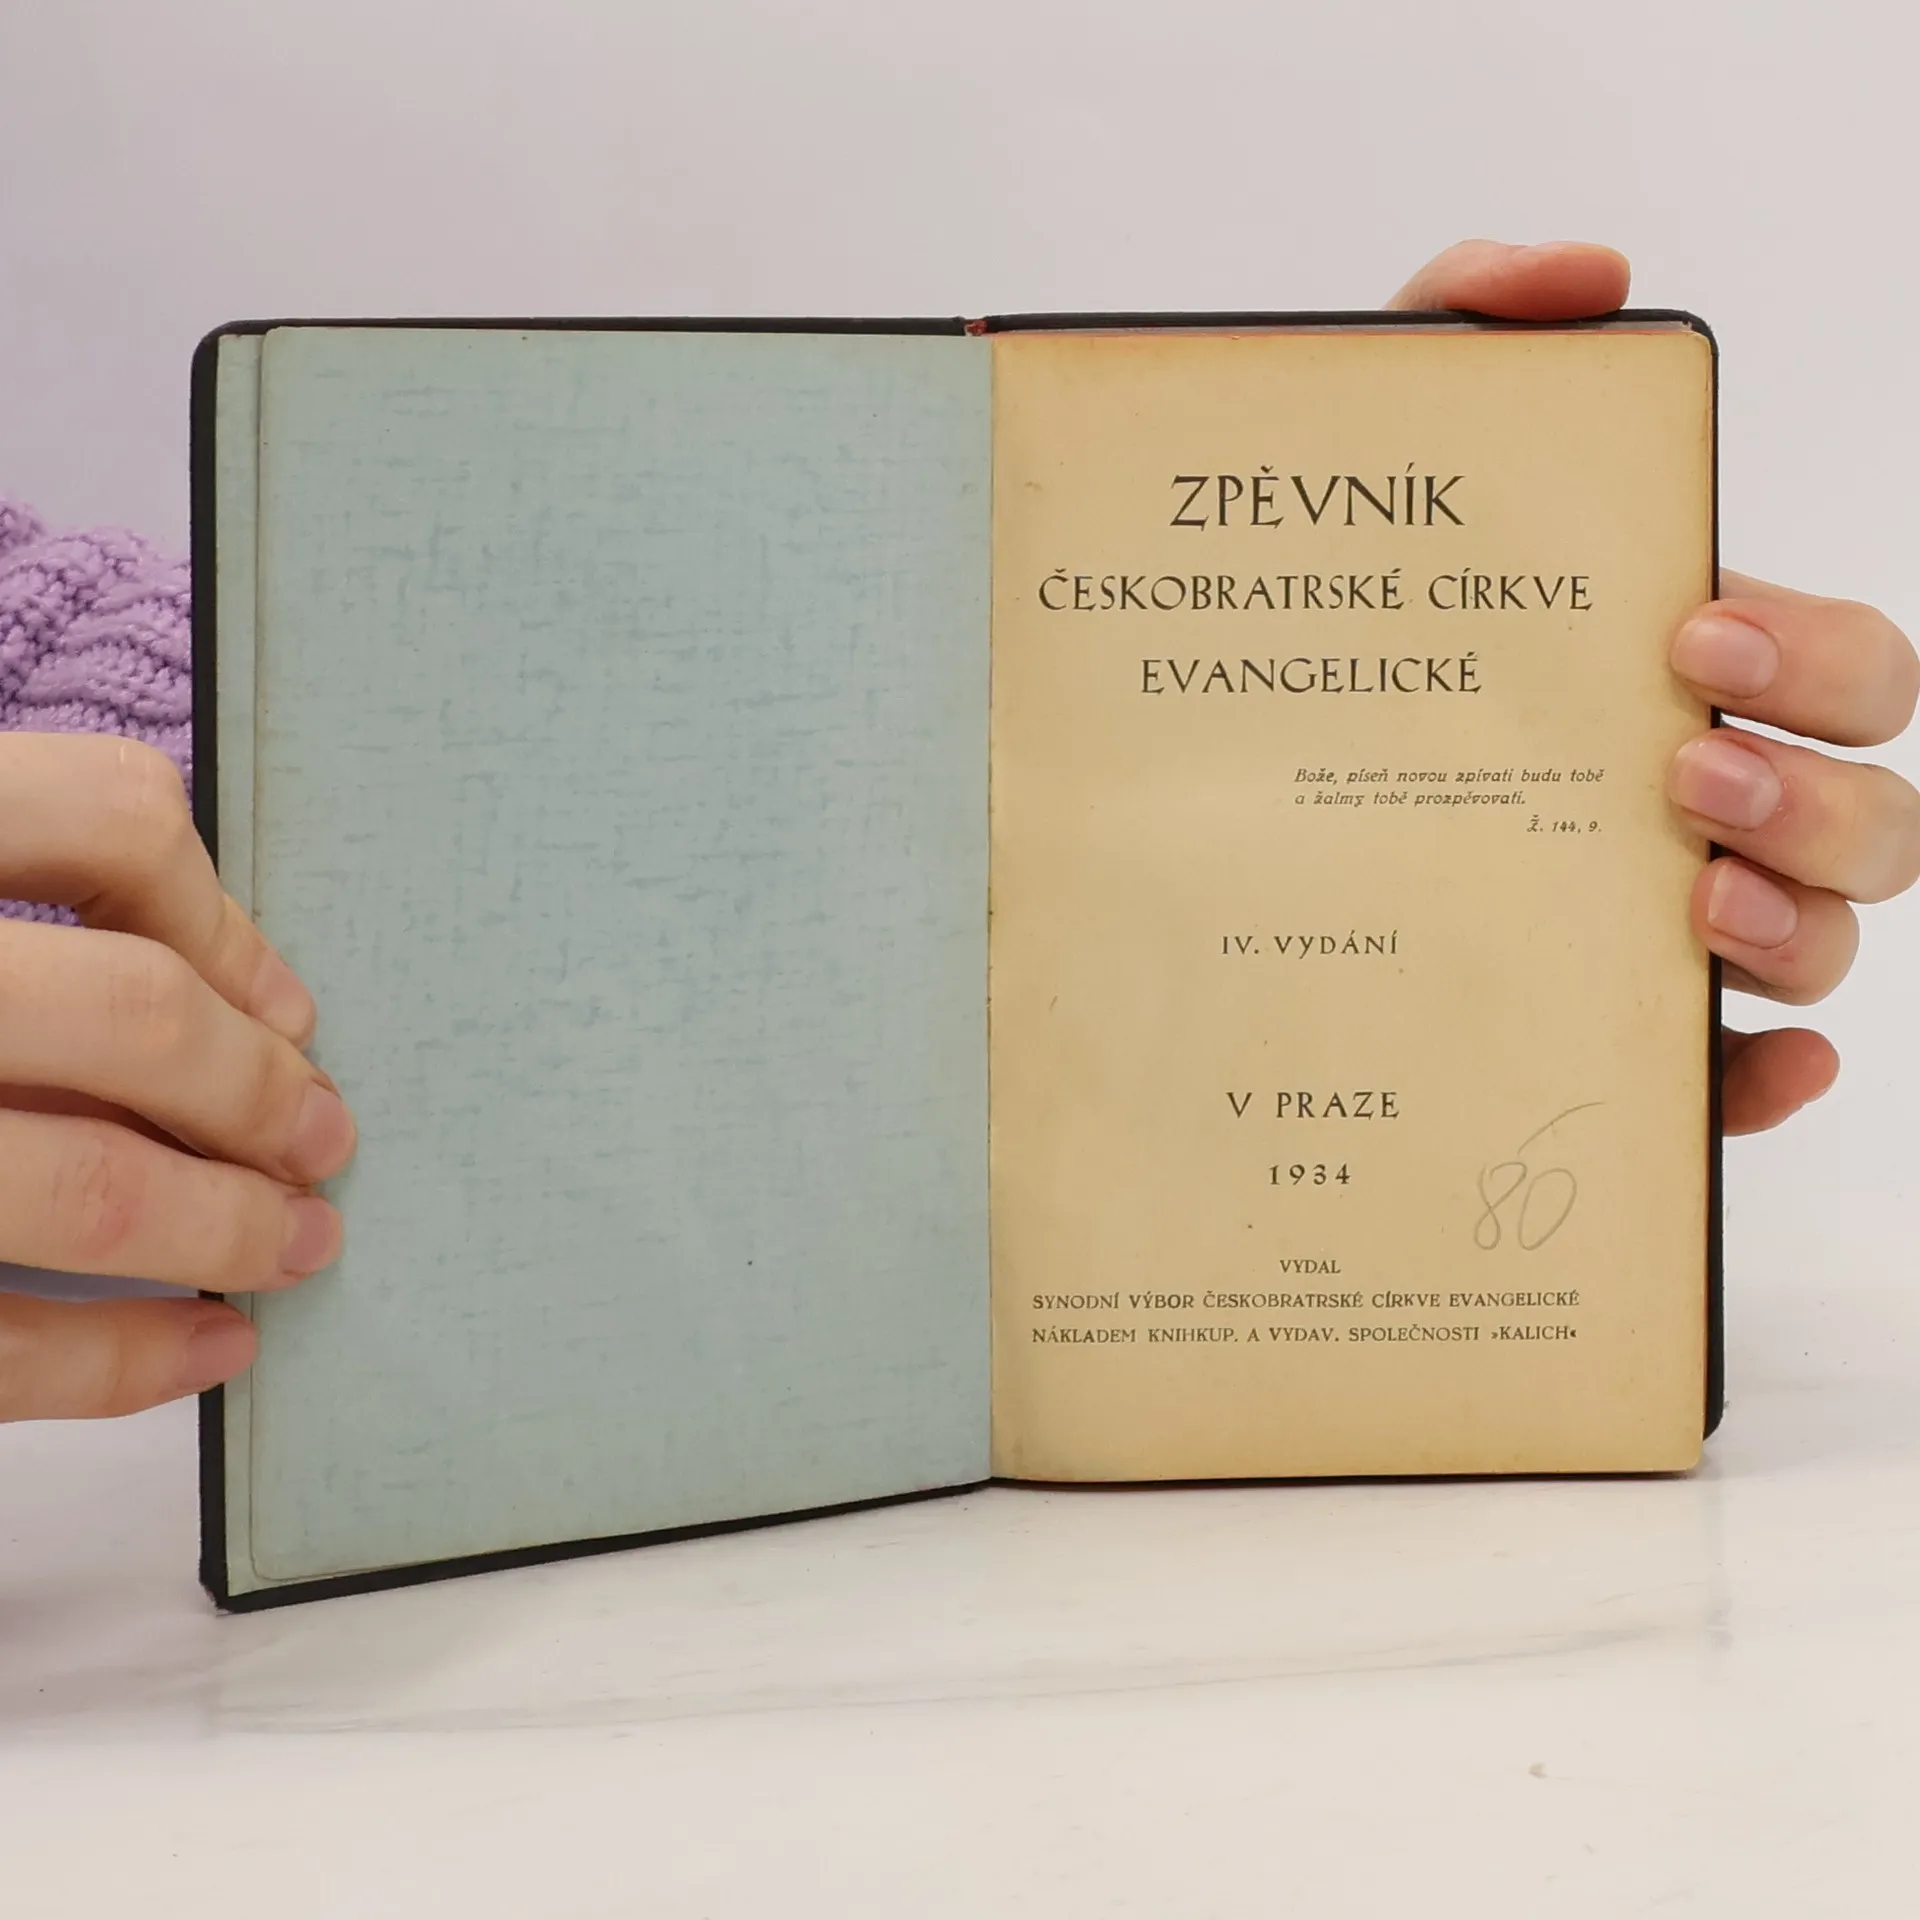 ZPĚVNÍK
ČESKOBRATRSKÉ CÍRKVE
EVANGELICKÉ
Bože, píseň novou zpívati budu tobě
a žalmy tobě prozpěvovati.
Ž. 144, 9.
IV. VYDÁNÍ
V PRAZE
1934
80
VYDAL
SYNODNÍ VÝBOR ČESKOBRATRSKÉ CÍRKVE EVANGELICKÉ
NÁKLADEM KNIHKUP. A VYDAV. SPOLEČNOSTI »KALICH«